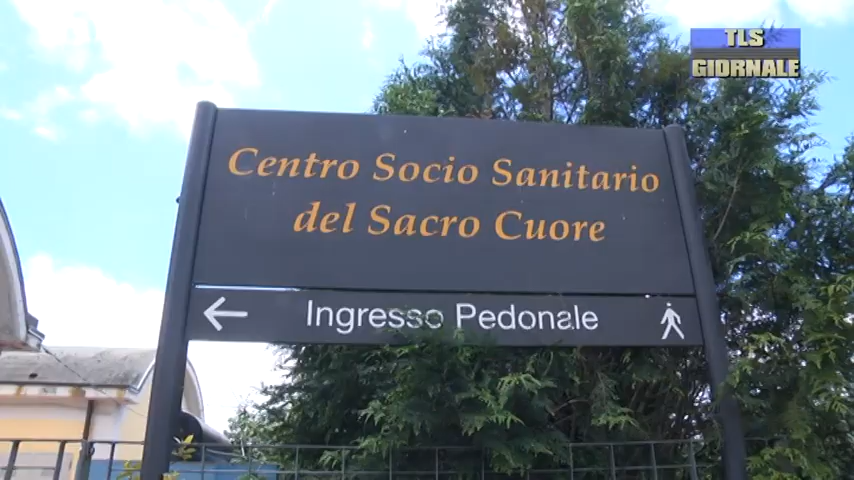 TLS
GIORNALE
Centro Socio Sanitario
del Sacro Cuore
Ingresso Pedonale